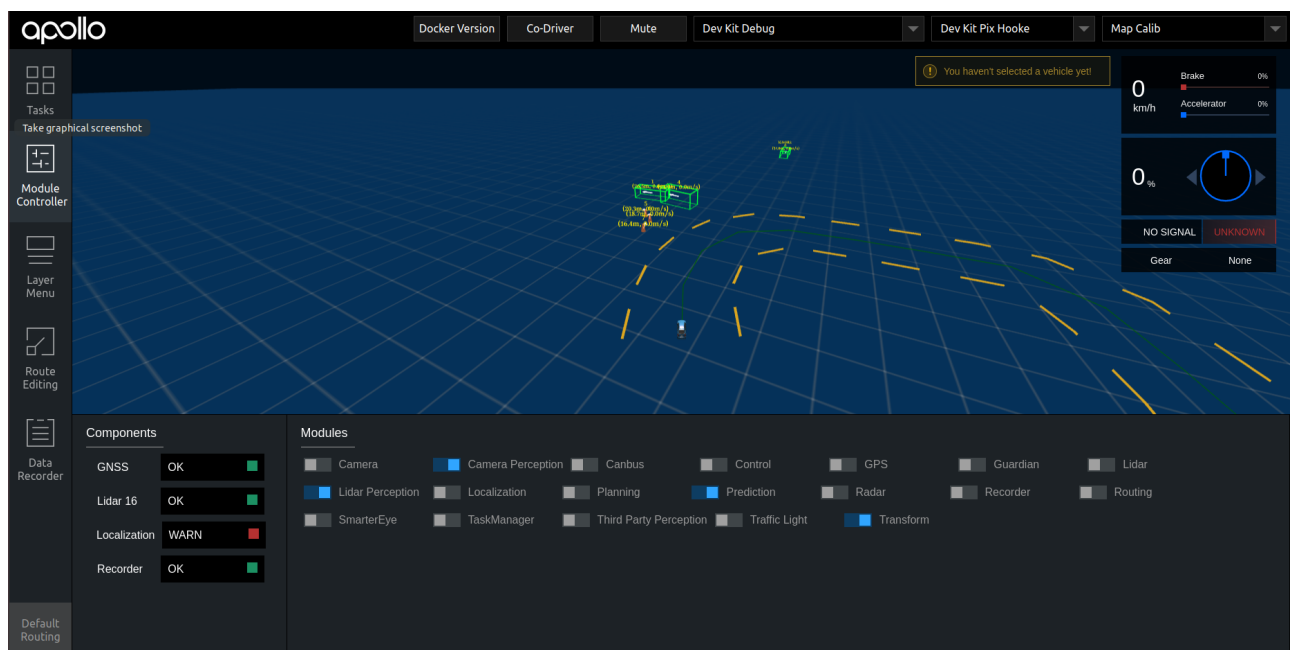 apollo
Docker Version Co-Driver Mute Dev Kit Debug Dev Kit Pix Hooke Map Calib
Tasks
Take graphical screenshot
Module
Controller
Layer
Menu
Route
Editing
Data
Recorder
Default
Routing
You haven't selected a vehicle yet!
0
km/h
Brake 0%
Accelerator 0%
0 %
NO SIGNAL UNKNOWN
Gear None
(16.4m, 0.0m/s)
Components
GNSS OK
Lidar 16 OK
Localization WARN
Recorder OK
Modules
Camera Camera Perception Canbus Control GPS Guardian Lidar
Lidar Perception Localization Planning Prediction Radar Recorder Routing
SmarterEye TaskManager Third Party Perception Traffic Light Transform